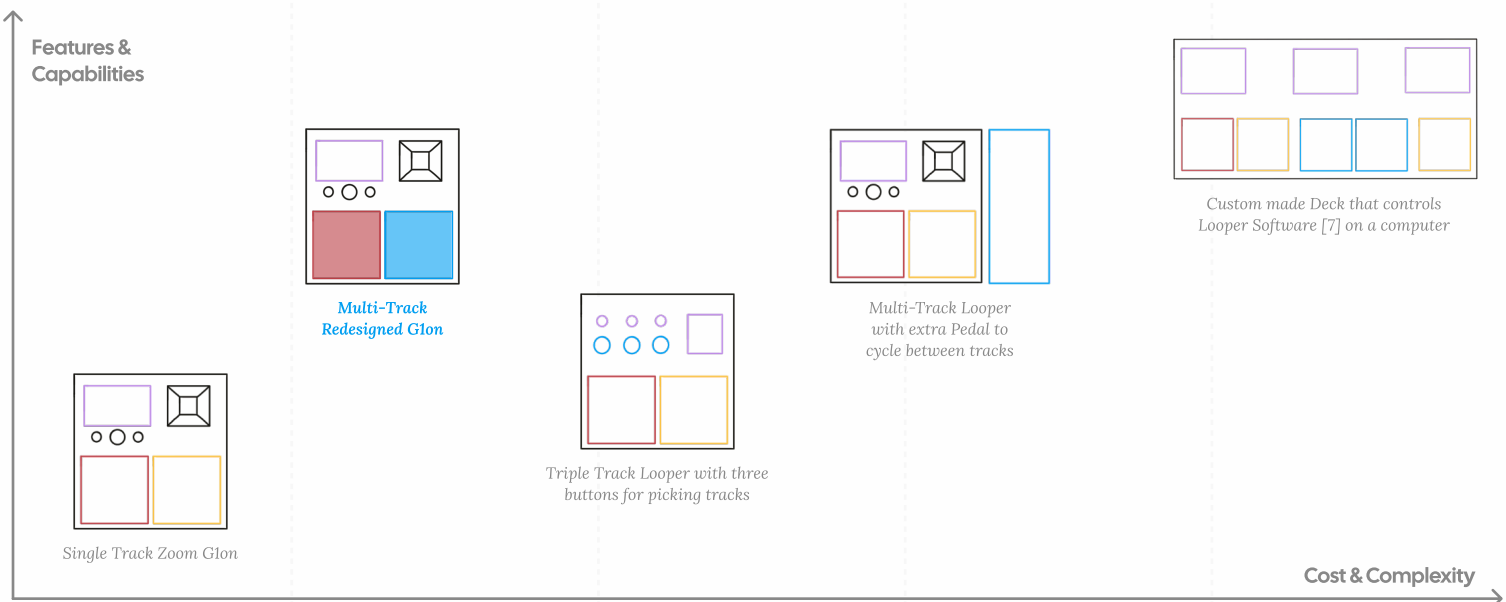 Features &
Capabilities
Multi-Track
Redesigned G1on
Single Track Zoom G1on
Triple Track Looper with three
buttons for picking tracks
Multi-Track Looper
with extra Pedal to
cycle between tracks
Custom made Deck that controls
Looper Software [7] on a computer
Cost & Complexity